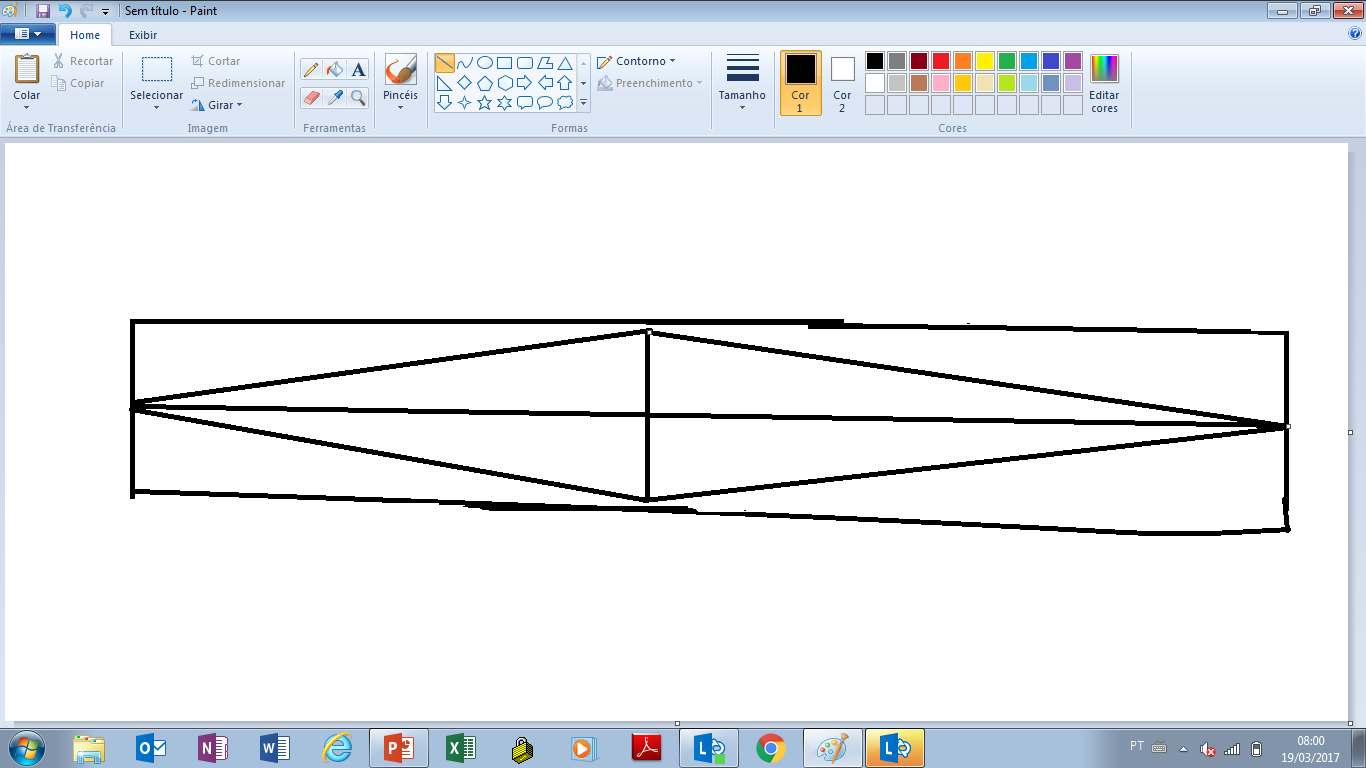 Sem título - Paint
Home Exibir
Colar
Recortar
Copiar
Área de Transferência
Selecionar
Cortar
Redimensionar
Girar
Imagem
A
Ferramentas
Pincéis
Contorno
Preenchimento
Formas
Tamanho
Cor
1
Cor
2
Editar
cores
Cores
PT
08:00
19/03/2017